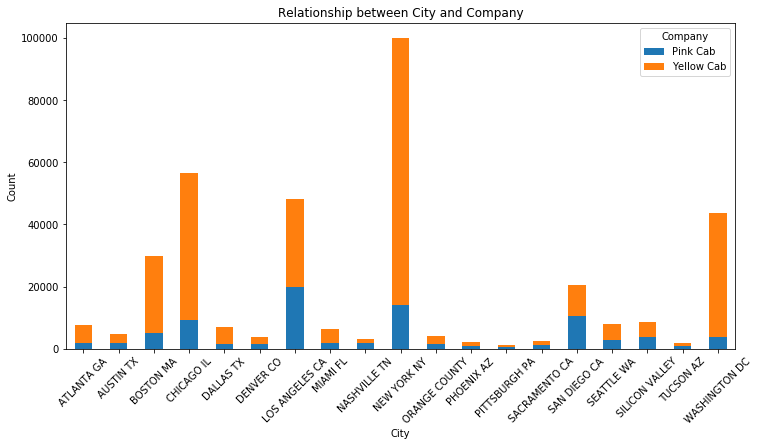 Relationship between City and Company
Company
Pink Cab
Yellow Cab
Count
100000
80000
60000
40000
20000
0
ATLANTA GA
AUSTIN TX
BOSTON MA
CHICAGO IL
DALLAS TX
DENVER CO
LOS ANGELES CA
MIAMI FL
NASHVILLE TN
NEW YORK NY
ORANGE COUNTY
PHOENIX AZ
PITTSBURGH PA
SACRAMENTO CA
SAN DIEGO CA
SEATTLE WA
SILICON VALLEY
TUCSON AZ
WASHINGTON DC
City